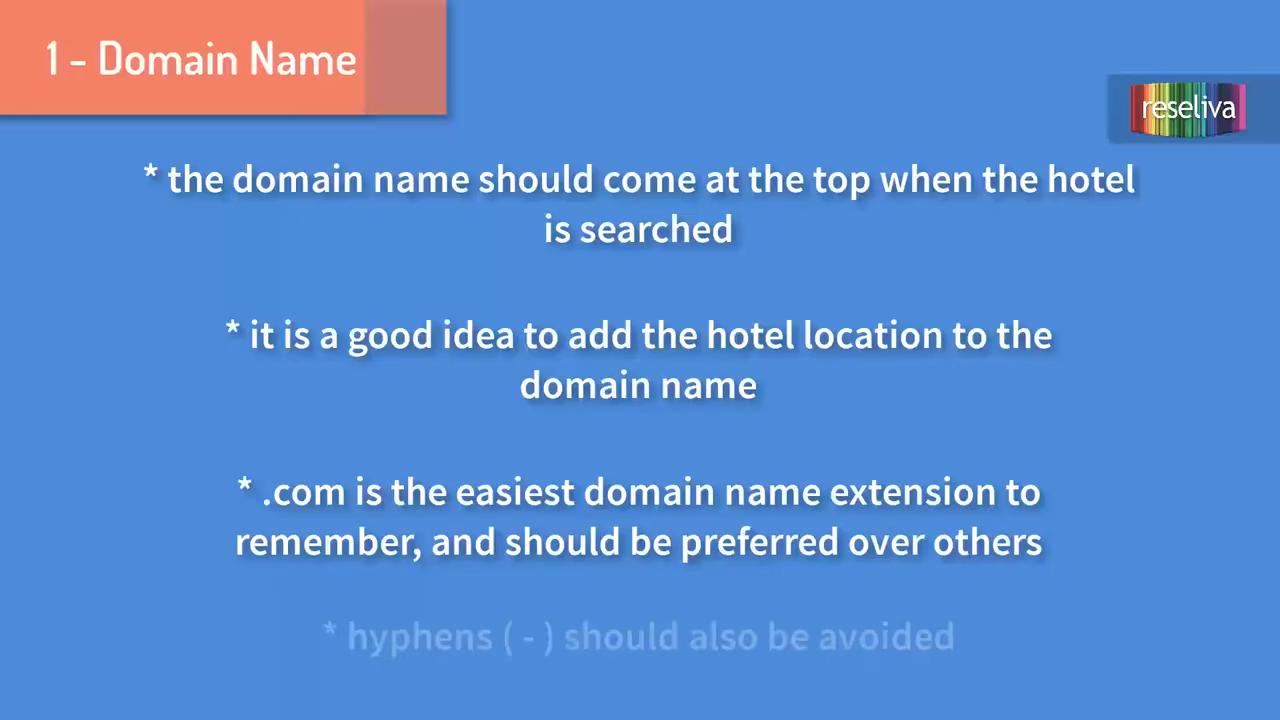 1 - Domain Name
reseliva
* the domain name should come at the top when the hotel
is searched
* it is a good idea to add the hotel location to the
domain name
* .com is the easiest domain name extension to
remember, and should be preferred over others
* hyphens ( - ) should also be avoided